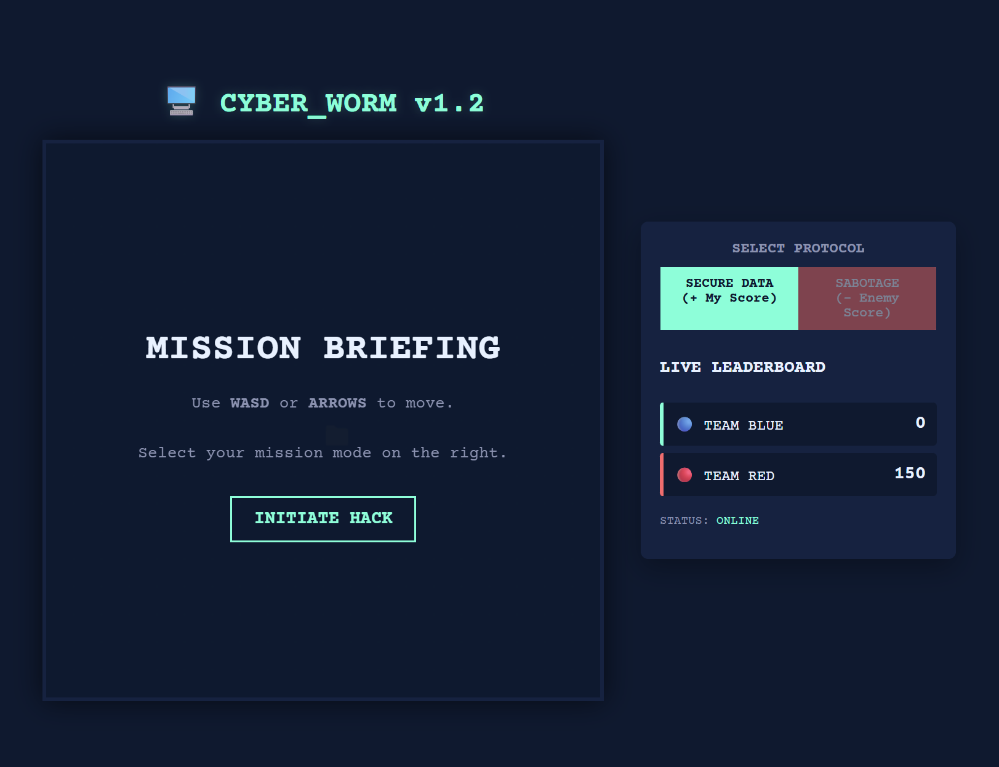 CYBER_WORM v1.2
MISSION BRIEFING
Use WASD or ARROWS to move.
Select your mission mode on the right.
INITIATE HACK
SELECT PROTOCOL
SECURE DATA
(+ My Score)
SABOTAGE
(- Enemy
Score)
LIVE LEADERBOARD
TEAM BLUE 0
TEAM RED 150
STATUS: ONLINE